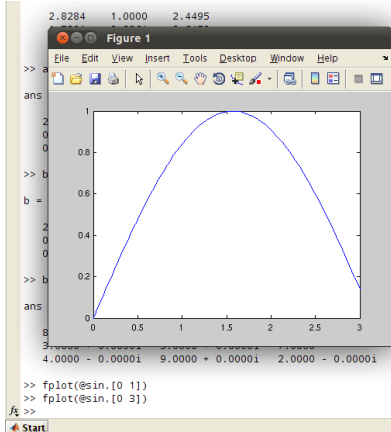 2.8284 1.0000 2.4495
Figure 1
File Edit View Insert Tools Desktop Window Help
>> a
ans
2
0
0
>> b
b =
2
0
0
>> b
ans
8
1
0.8
0.6
0.4
0.2
0
0 0.5 1 1.5 2 2.5 3
4.0000 - 0.0000i 9.0000 + 0.0000i 2.0000 - 0.0000i
>> fplot(@sin,[0 1])
>> fplot(@sin,[0 3])
fx >>
Start